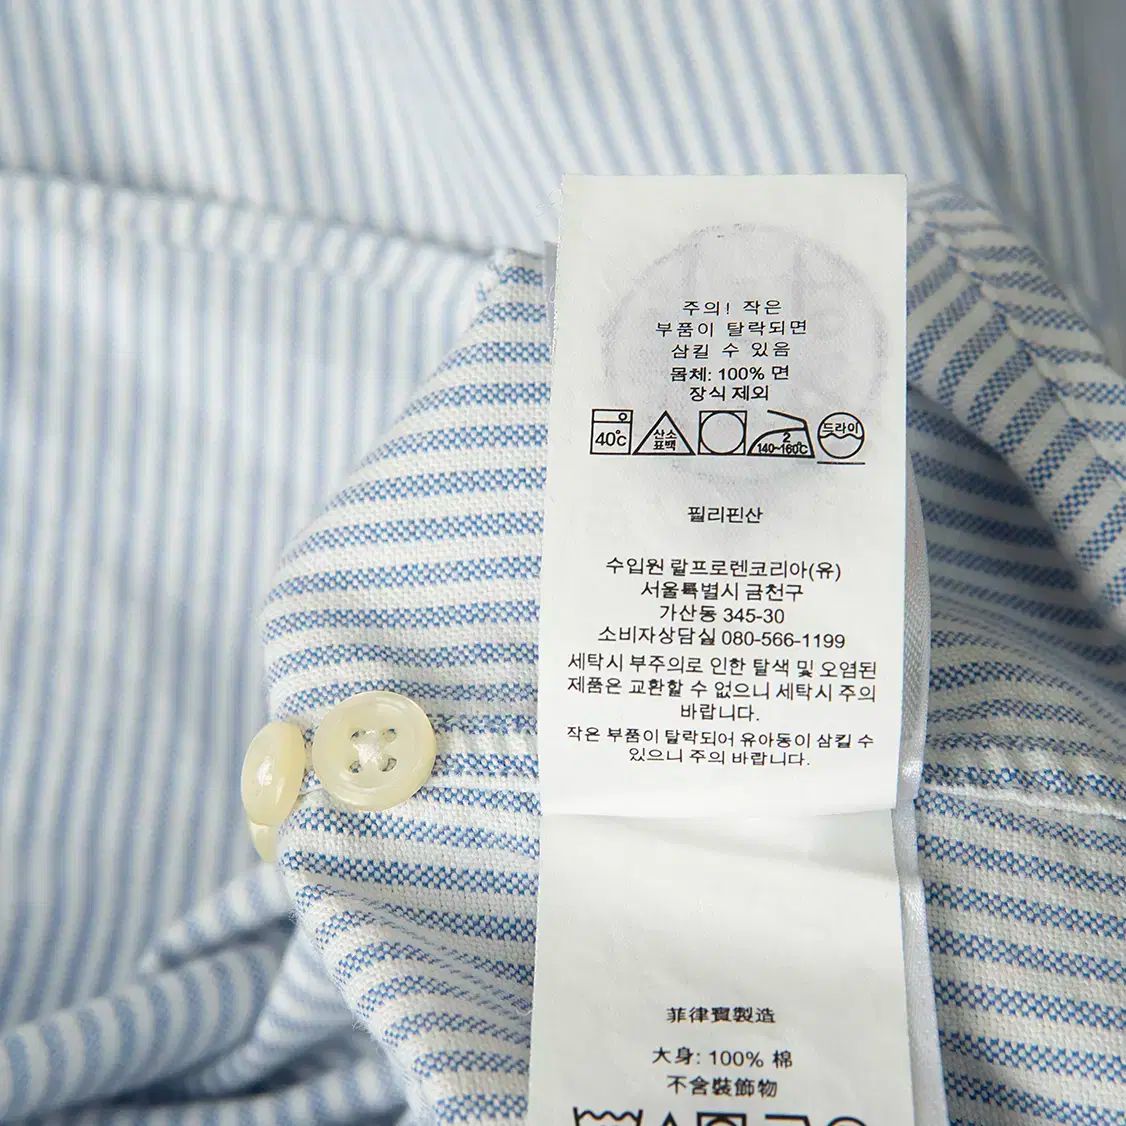 주의! 작은
부품이 탈락되면
삼킬 수 있음
몸체: 100% 면
장식 제외
40℃ 산소 표백 2 140~160℃ 드라이
필리핀산
수입원 랄프로렌코리아(유)
서울특별시 금천구
가산동 345-30
소비자상담실 080-566-1199
세탁시 부주의로 인한 탈색 및 오염된
제품은 교환할 수 없으니 세탁시 주의
바랍니다.
작은 부품이 탈락되어 유아동이 삼킬 수
있으니 주의 바랍니다.
菲律賓製造
大身: 100% 棉
不含裝飾物